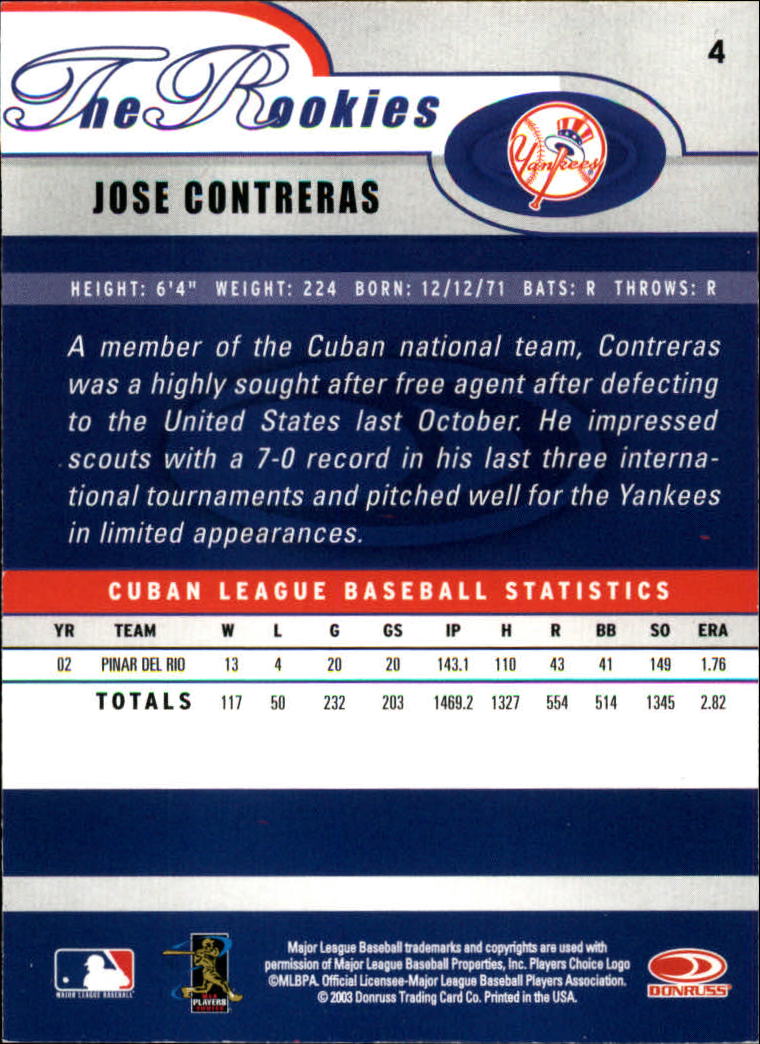 4
The Rookies
Yankees
JOSE CONTRERAS
HEIGHT: 6'4" WEIGHT: 224 BORN: 12/12/71 BATS: R THROWS: R
A member of the Cuban national team, Contreras
was a highly sought after free agent after defecting
to the United States last October. He impressed
scouts with a 7-0 record in his last three interna-
tional tournaments and pitched well for the Yankees
in limited appearances.
CUBAN LEAGUE BASEBALL STATISTICS
YR TEAM W L G GS IP H R BB SO ERA
02 PINAR DEL RIO 13 4 20 20 143.1 110 43 41 149 1.76
TOTALS 117 50 232 203 1469.2 1327 554 514 1345 2.82
Major League Baseball trademarks and copyrights are used with
permission of Major League Baseball Properties, Inc. Players Choice Logo
©MLBPA. Official Licensee-Major League Baseball Players Association.
© 2003 Donruss Trading Card Co. Printed in the USA.
MAJOR LEAGUE BASEBALL
PLAYERS
CHOICE
DONRUSS